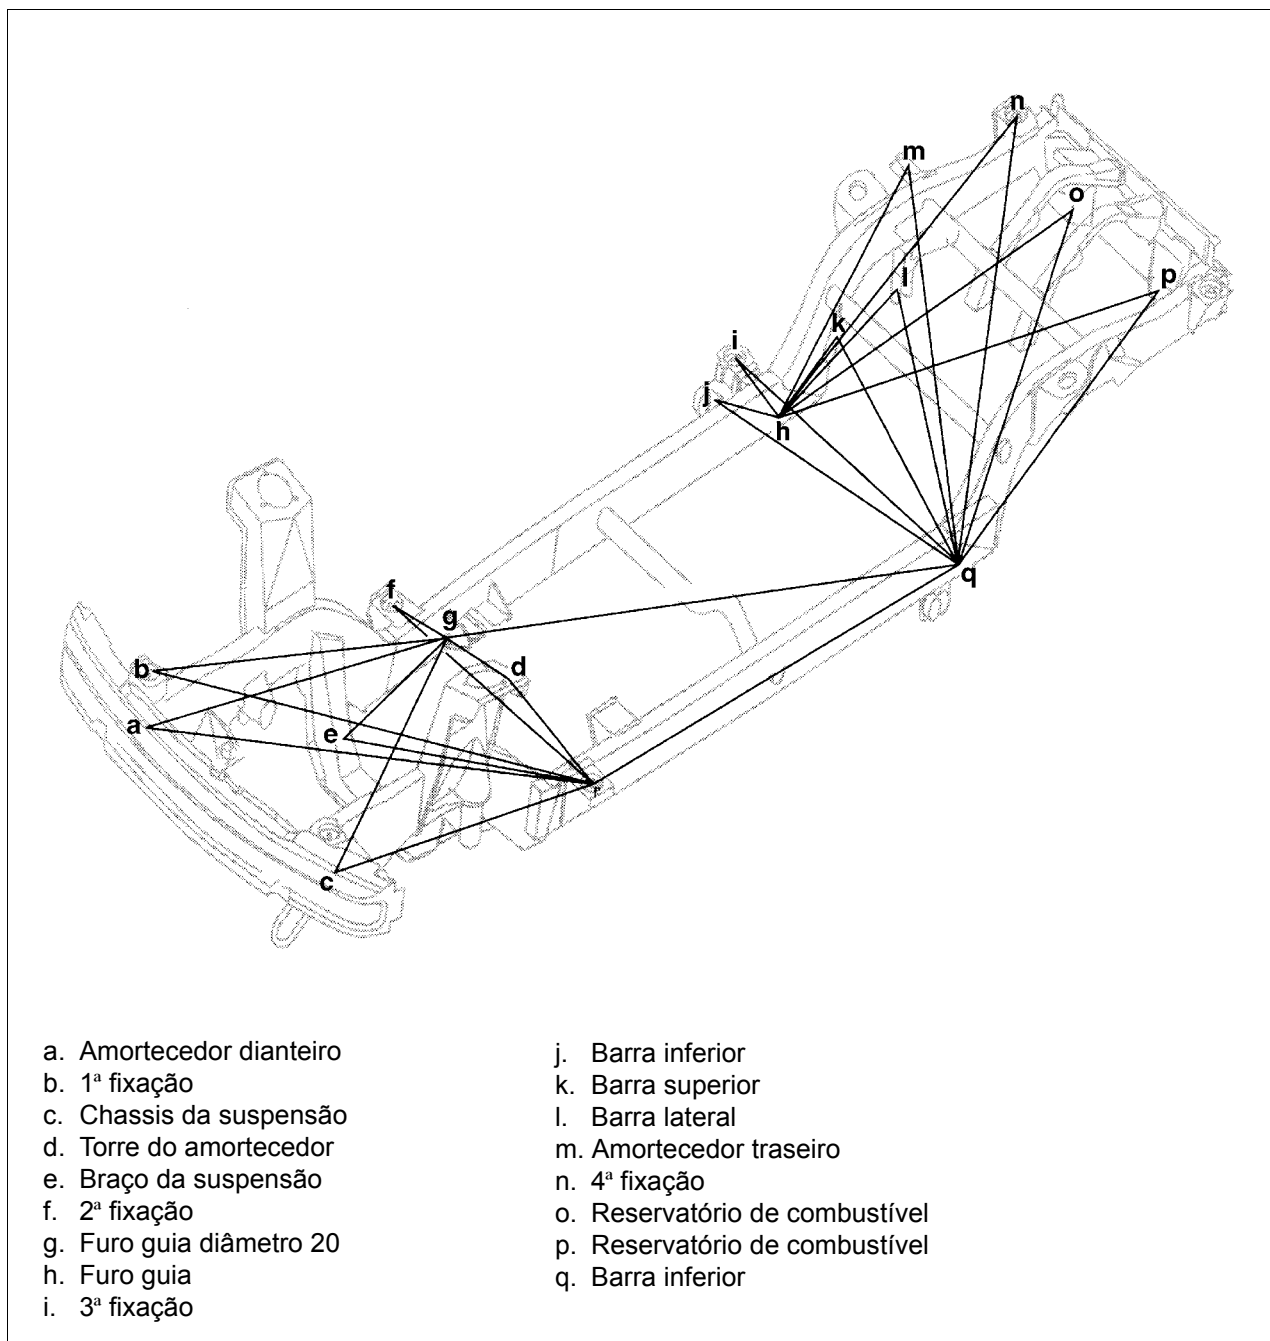 n
m
o
l
p
k
i
j
h
q
f
g
d
b
a
e
r
c
a. Amortecedor dianteiro
b. 1ª fixação
c. Chassis da suspensão
d. Torre do amortecedor
e. Braço da suspensão
f. 2ª fixação
g. Furo guia diâmetro 20
h. Furo guia
i. 3ª fixação
j. Barra inferior
k. Barra superior
l. Barra lateral
m. Amortecedor traseiro
n. 4ª fixação
o. Reservatório de combustível
p. Reservatório de combustível
q. Barra inferior